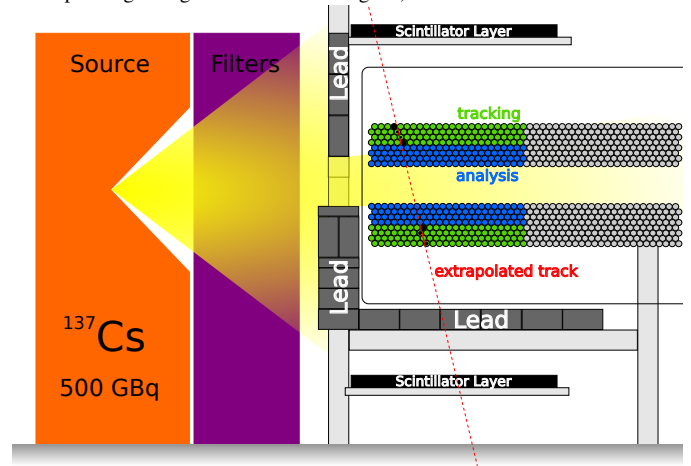 Scintillator Layer
Source
Filters
Lead
tracking
analysis
extrapolated track
Lead
Lead
137Cs
500 GBq
Scintillator Layer